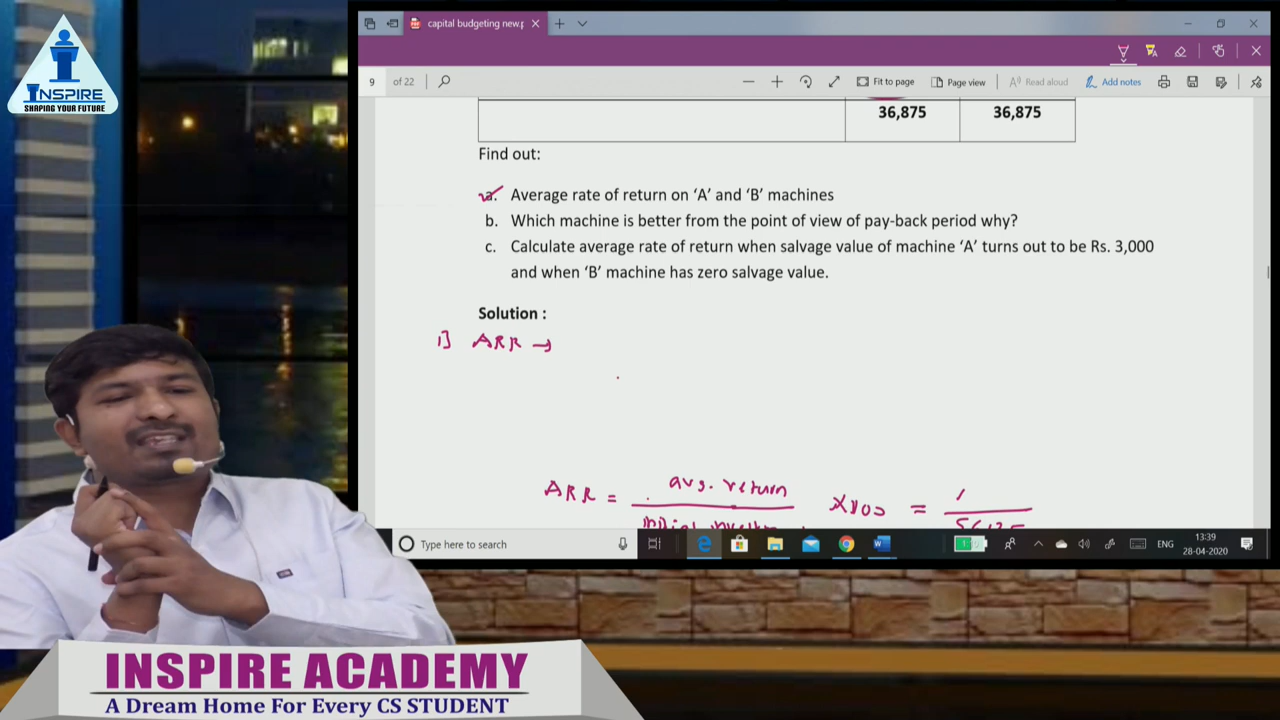 INSPIRE
SHAPING YOUR FUTURE
capital budgeting new.p
9 of 22
Fit to page
Page view
Read aloud
Add notes
36,875 36,875
Find out:
a. Average rate of return on ‘A’ and ‘B’ machines
b. Which machine is better from the point of view of pay-back period why?
c. Calculate average rate of return when salvage value of machine ‘A’ turns out to be Rs. 3,000
and when ‘B’ machine has zero salvage value.
Solution :
1] ARR →
ARR = avg. return X100 =
Type here to search
ENG
13:39
28-04-2020
INSPIRE ACADEMY
A Dream Home For Every CS STUDENT